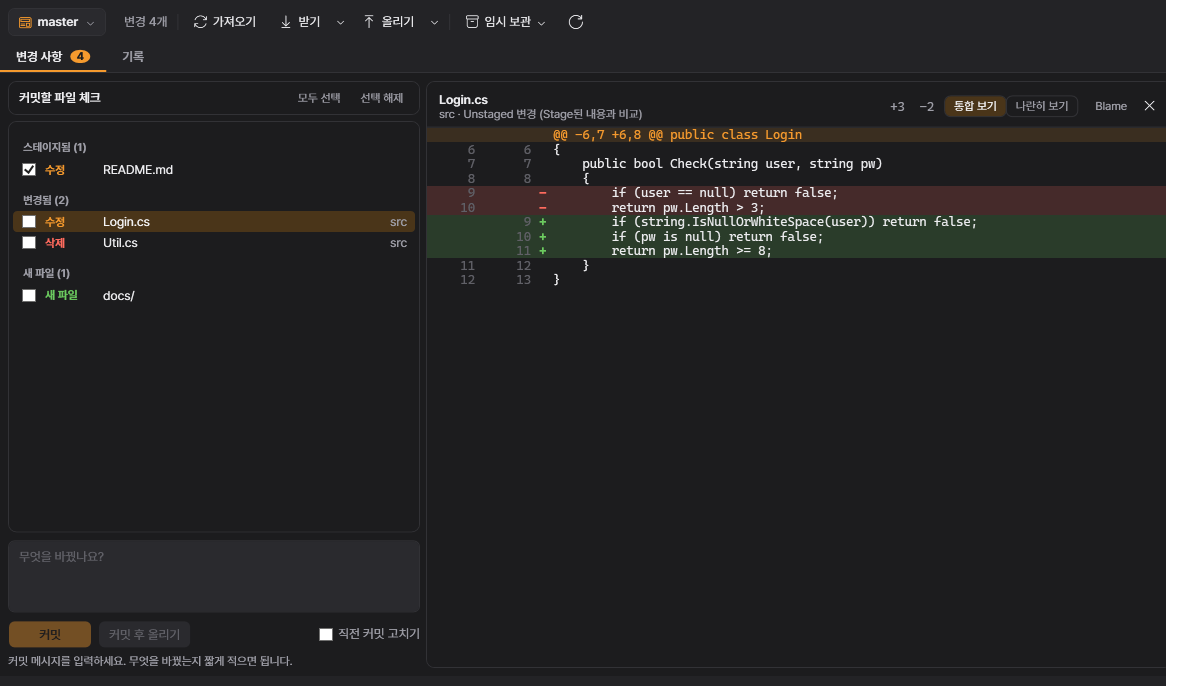 master 변경 4개 가져오기 받기 올리기 임시 보관
변경 사항 4 기록
커밋할 파일 체크 모두 선택 선택 해제
스테이지됨 (1)
수정 README.md
변경됨 (2)
수정 Login.cs src
삭제 Util.cs src
새 파일 (1)
새 파일 docs/
무엇을 바꿨나요?
커밋 커밋 후 올리기 직전 커밋 고치기
커밋 메시지를 입력하세요. 무엇을 바꿨는지 짧게 적으면 됩니다.
Login.cs
src · Unstaged 변경 (Stage된 내용과 비교)
+3 −2 통합 보기 나란히 보기 Blame
@@ -6,7 +6,8 @@ public class Login
6 6 {
7 7 public bool Check(string user, string pw)
8 8 {
9 − if (user == null) return false;
10 − return pw.Length > 3;
9 + if (string.IsNullOrWhiteSpace(user)) return false;
10 + if (pw is null) return false;
11 + return pw.Length >= 8;
11 12 }
12 13 }